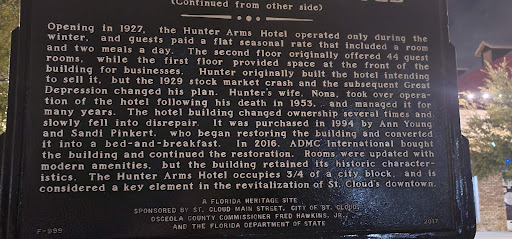 (Continued from other side)
Opening in 1927, the Hunter Arms Hotel operated only during the
winter, and guests paid a flat seasonal rate that included a room
and two meals a day. The second floor originally offered 44 guest
rooms, while the first floor provided space at the front of the
building for businesses. Hunter originally built the hotel intending
to sell it, but the 1929 stock market crash and the subsequent Great
Depression changed his plan. Hunter's wife, Nona, took over opera-
tion of the hotel following his death in 1953, and managed it for
many years. The hotel building changed ownership several times and
slowly fell into disrepair. It was purchased in 1994 by Ann Young
and Sandi Pinkert, who began restoring the building and converted
it into a bed-and-breakfast. In 2016, ADMC International bought
the building and continued the restoration. Rooms were updated with
modern amenities, but the building retained its historic character-
istics. The Hunter Arms Hotel occupies 3/4 of a city block, and is
considered a key element in the revitalization of St. Cloud's downtown.
A FLORIDA HERITAGE SITE
SPONSORED BY ST. CLOUD MAIN STREET, CITY OF ST. CLOUD,
OSCEOLA COUNTY COMMISSIONER FRED HAWKINS, JR.,
F-999 AND THE FLORIDA DEPARTMENT OF STATE 2017